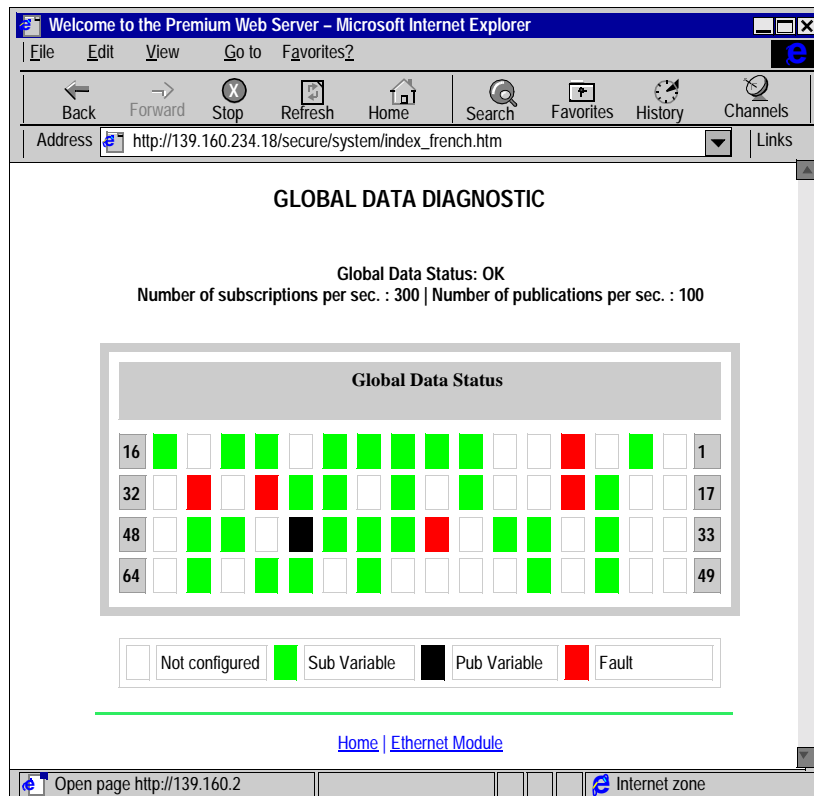 Welcome to the Premium Web Server – Microsoft Internet Explorer
File Edit View Go to Favorites?
Back Forward Stop Refresh Home Search Favorites History Channels
Address http://139.160.234.18/secure/system/index_french.htm Links
GLOBAL DATA DIAGNOSTIC
Global Data Status: OK
Number of subscriptions per sec. : 300 | Number of publications per sec. : 100
Global Data Status
16 1
32 17
48 33
64 49
Not configured Sub Variable Pub Variable Fault
Home | Ethernet Module
Open page http://139.160.2 Internet zone